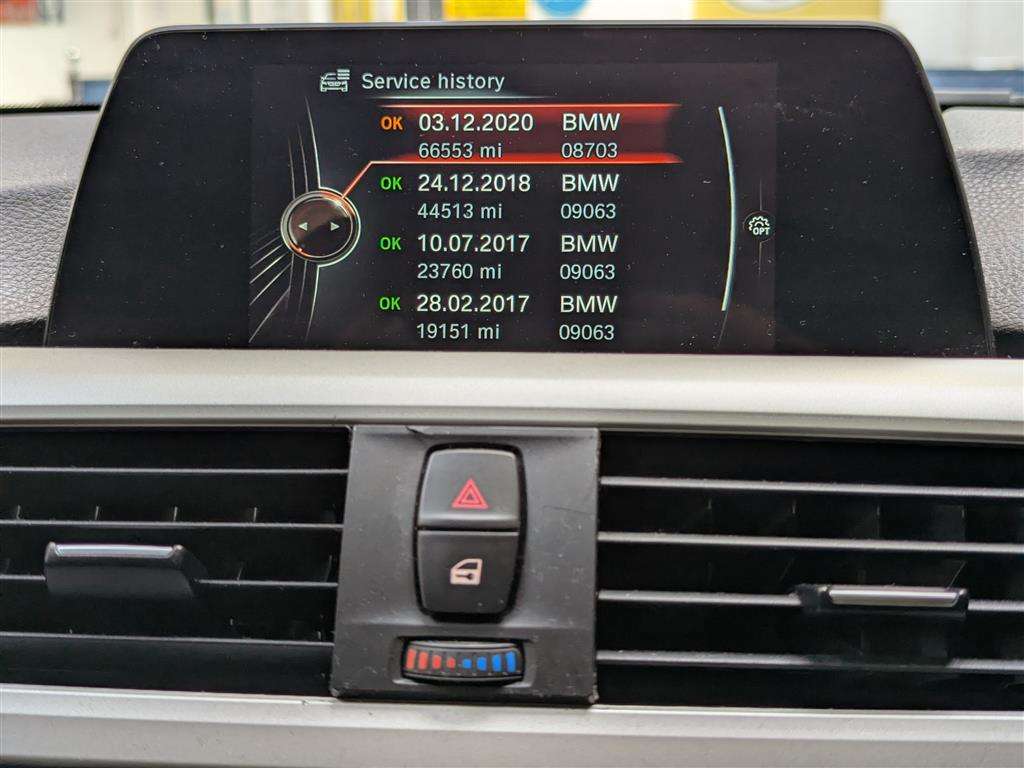 Service history
OK 03.12.2020 BMW
66553 mi 08703
OK 24.12.2018 BMW
44513 mi 09063
OK 10.07.2017 BMW
23760 mi 09063
OK 28.02.2017 BMW
19151 mi 09063
OPT